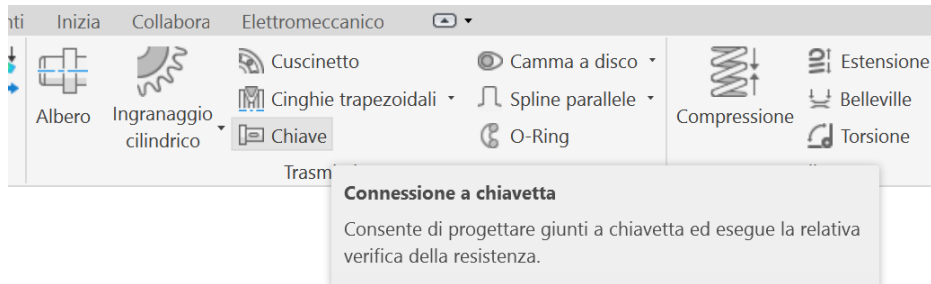 nti Inizia Collabora Elettromeccanico
Albero
Ingranaggio
cilindrico
Cuscinetto
Cinghie trapezoidali
Chiave
Camma a disco
Spline parallele
O-Ring
Compressione
Estensione
Belleville
Torsione
Trasm
Connessione a chiavetta
Consente di progettare giunti a chiavetta ed esegue la relativa
verifica della resistenza.